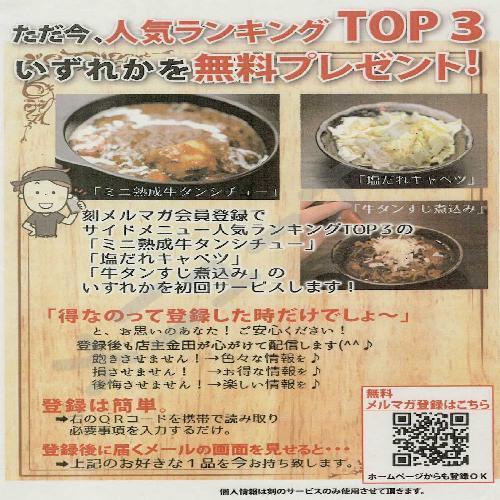 ただ今、人気ランキング TOP 3
いずれかを無料プレゼント!
「ミニ熟成牛タンシチュー」
「塩だれキャベツ」
「牛タンすじ煮込み」
刻メルマガ会員登録で
サイドメニュー人気ランキングTOP3の
「ミニ熟成牛タンシチュー」
「塩だれキャベツ」
「牛タンすじ煮込み」の
いずれかを初回サービスします!
「得なのって登録した時だけでしょ〜」
と、お思いのあなた!ご安心ください!
登録後も店主金田が心がけて配信します(^^♪
飽きさせません!→色々な情報を♪
損させません! →お得な情報を♪
後悔させません!→楽しい情報を♪
登録は簡単。
➡右のQRコードを携帯で読み取り
必要事項を入力するだけ。
登録後に届くメールの画面を見せると・・・
➡上記のお好きな1品を今お持ち致します。
無料
メルマガ登録はこちら
ホームページからも登録OK
個人情報は刻のサービスのみ使用させて頂きます。